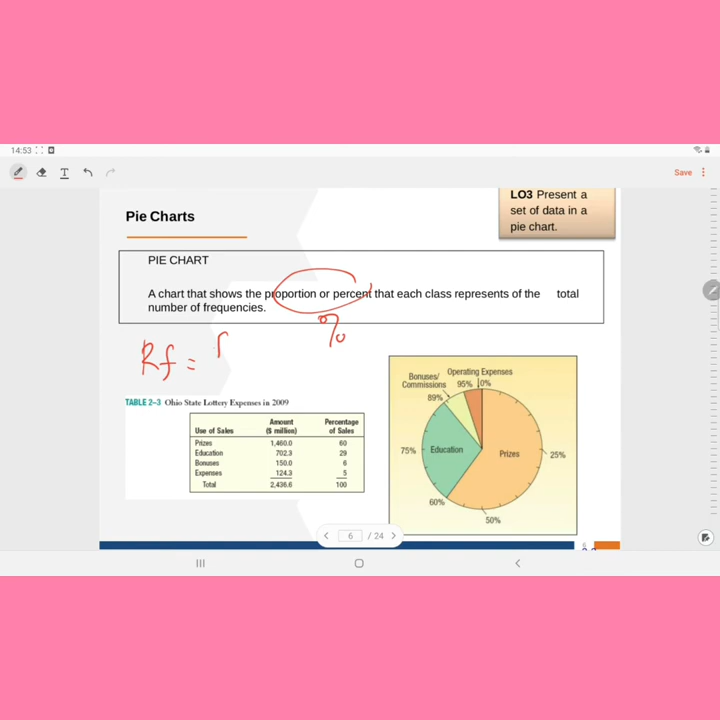 14:53
Save
LO3 Present a
set of data in a
pie chart.
Pie Charts
PIE CHART
A chart that shows the proportion or percent that each class represents of the total
number of frequencies.
%
Rf =
TABLE 2–3 Ohio State Lottery Expenses in 2009
Use of Sales Amount ($ million) Percentage of Sales
Prizes 1,460.0 60
Education 702.3 29
Bonuses 150.0 6
Expenses 124.3 5
Total 2,436.6 100
Operating Expenses
Bonuses/
Commissions 95% 0%
89%
75% Education Prizes 25%
60%
50%
6 / 24